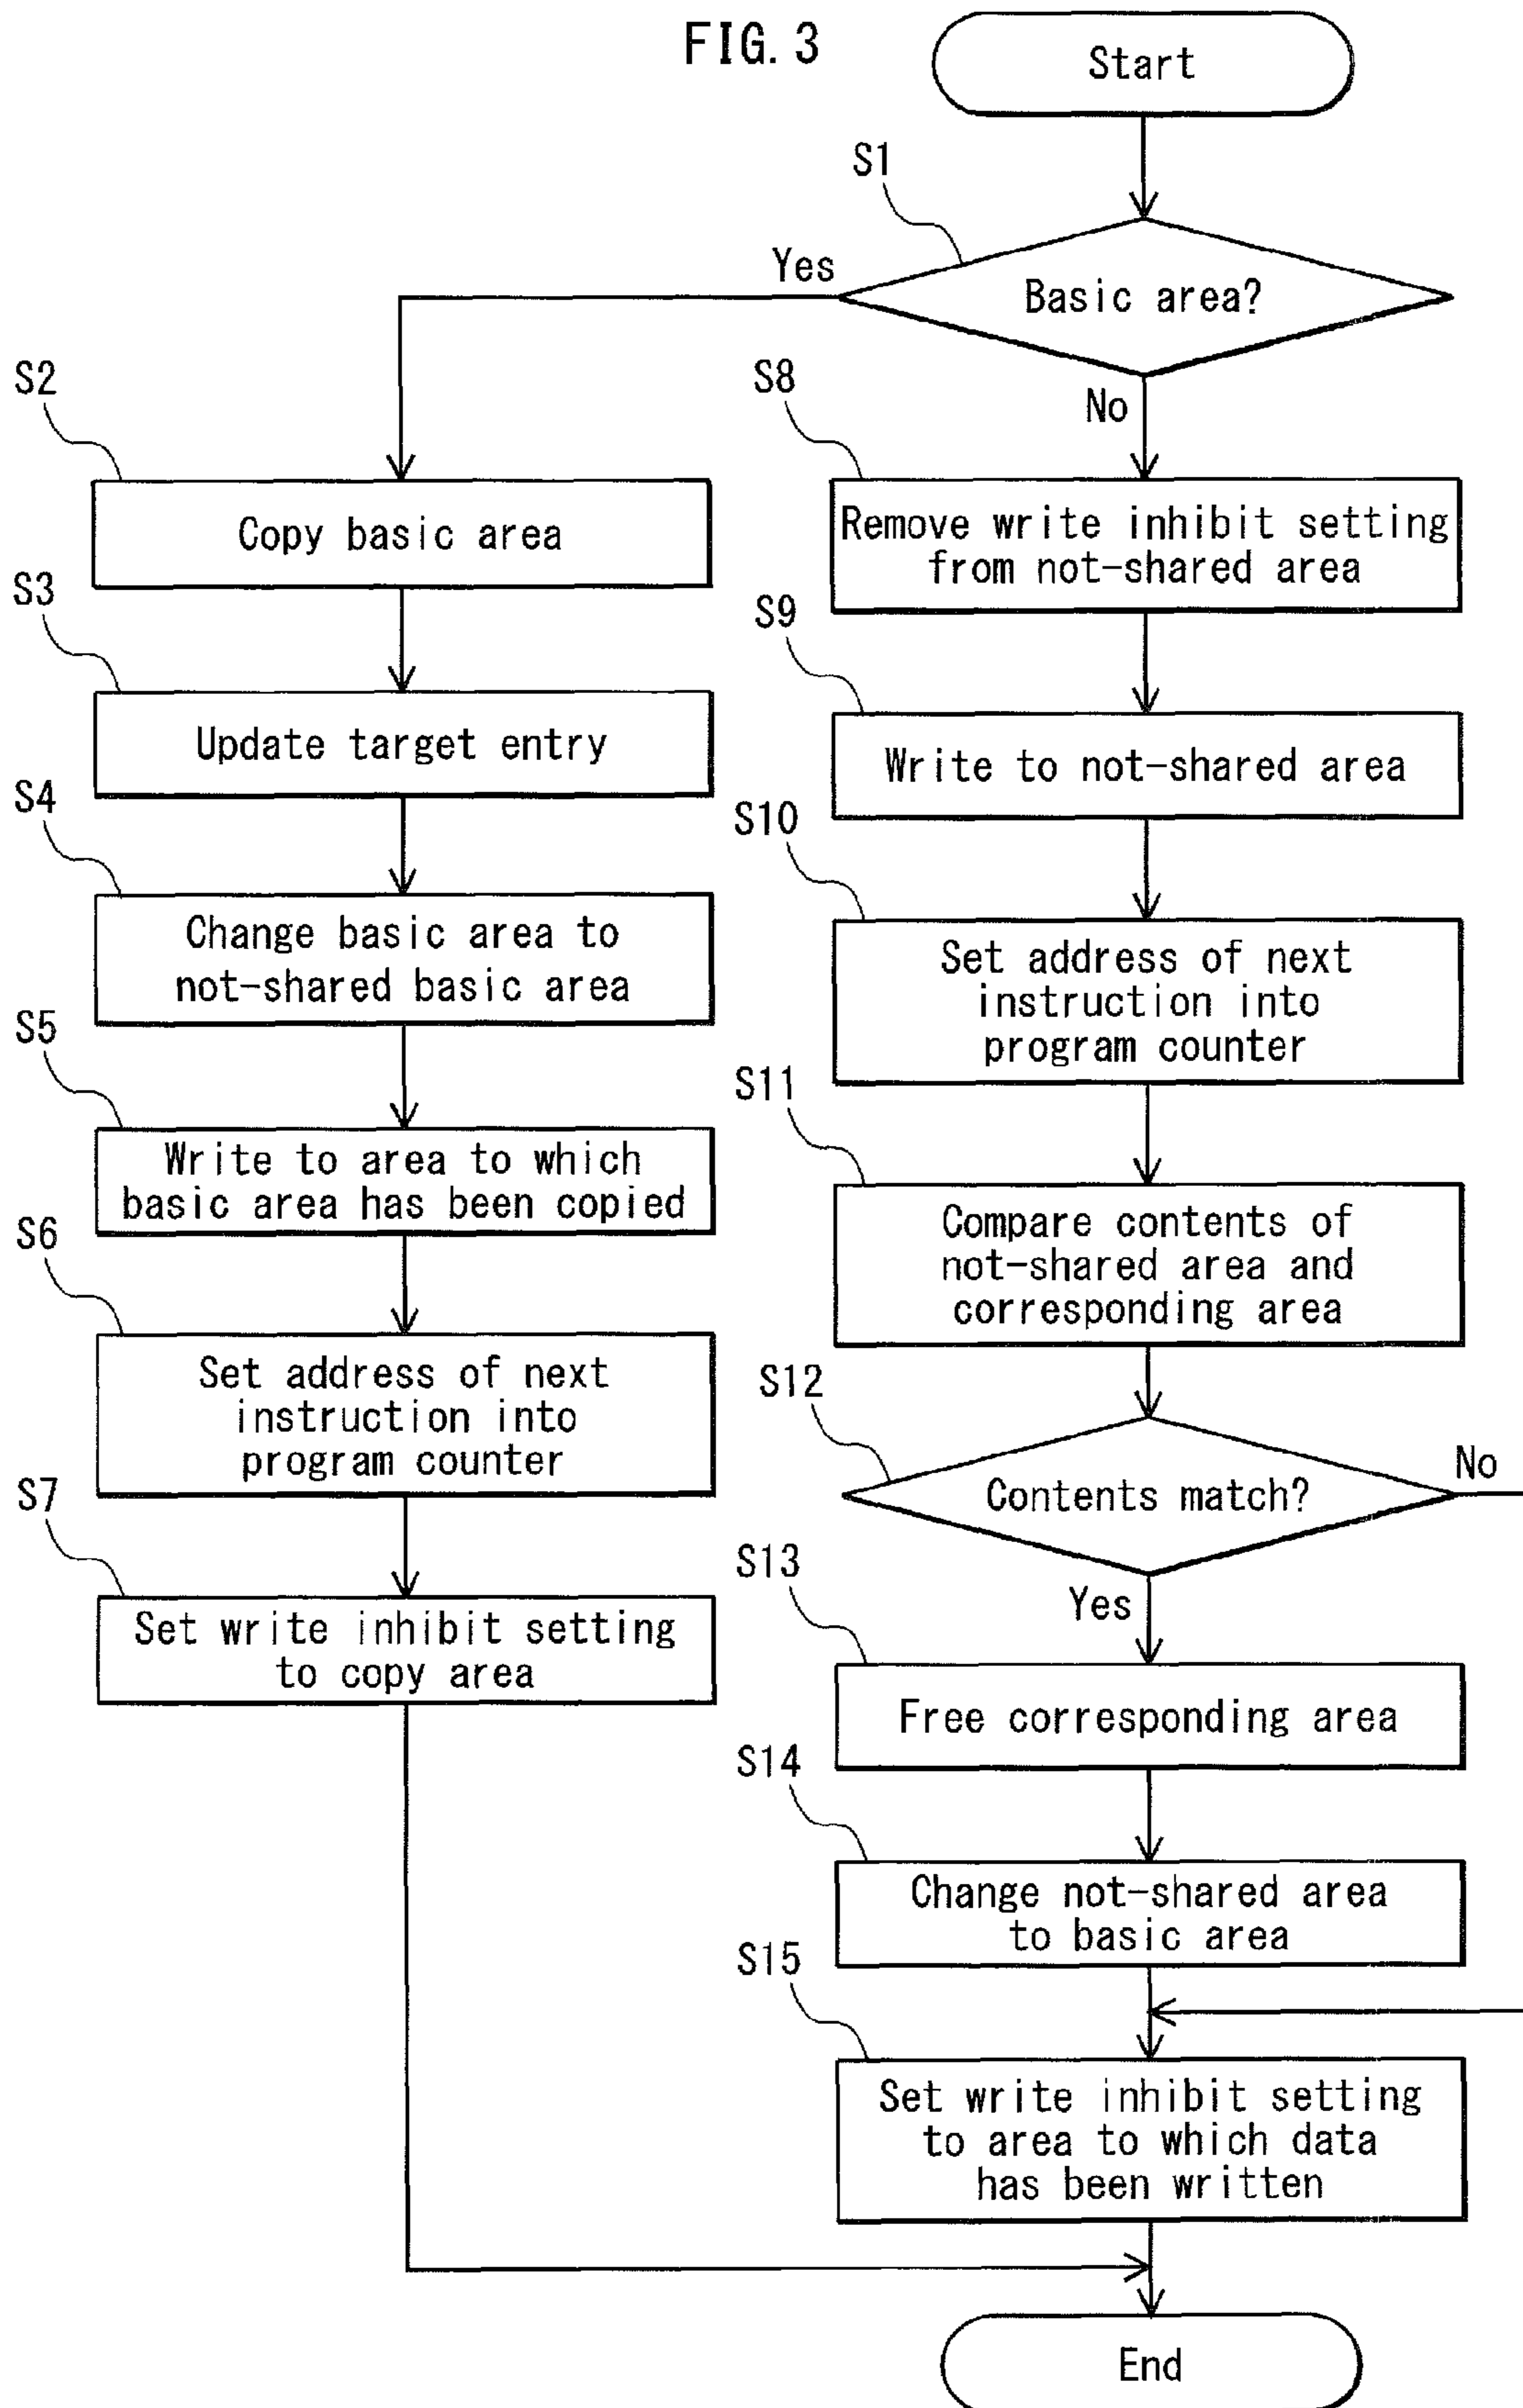 FIG. 3
Start
S1
Yes
Basic area?
No
S2
Copy basic area
S3
Update target entry
S4
Change basic area to
not-shared basic area
S5
Write to area to which
basic area has been copied
S6
Set address of next
instruction into
program counter
S7
Set write inhibit setting
to copy area
S8
Remove write inhibit setting
from not-shared area
S9
Write to not-shared area
S10
Set address of next
instruction into
program counter
S11
Compare contents of
not-shared area and
corresponding area
S12
Contents match?
No
Yes
S13
Free corresponding area
S14
Change not-shared area
to basic area
S15
Set write inhibit setting
to area to which data
has been written
End